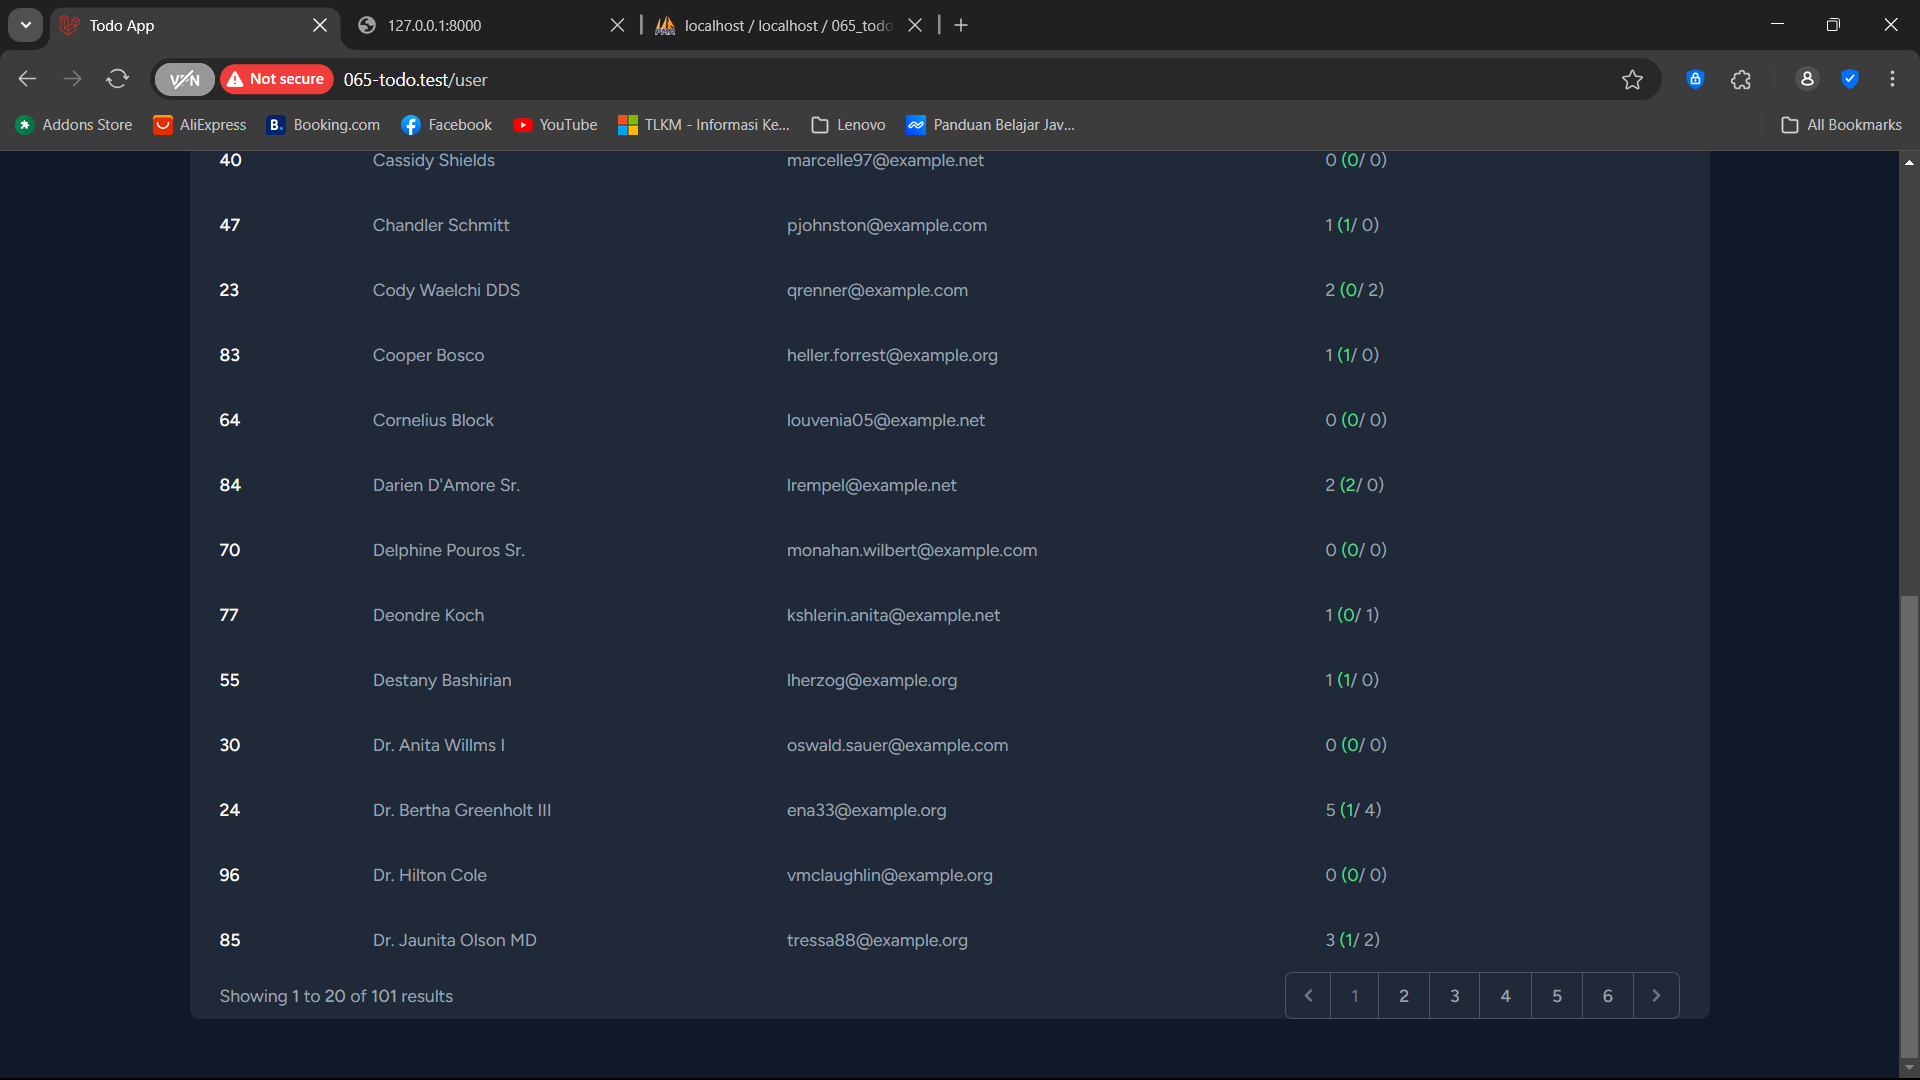 Todo App
127.0.0.1:8000
localhost / localhost / 065_todo
VPN
Not secure
065-todo.test/user
Addons Store
AliExpress
Booking.com
Facebook
YouTube
TLKM - Informasi Ke...
Lenovo
Panduan Belajar Jav...
All Bookmarks
40 Cassidy Shields marcelle97@example.net 0 (0/ 0)
47 Chandler Schmitt pjohnston@example.com 1 (1/ 0)
23 Cody Waelchi DDS qrenner@example.com 2 (0/ 2)
83 Cooper Bosco heller.forrest@example.org 1 (1/ 0)
64 Cornelius Block louvenia05@example.net 0 (0/ 0)
84 Darien D'Amore Sr. lrempel@example.net 2 (2/ 0)
70 Delphine Pouros Sr. monahan.wilbert@example.com 0 (0/ 0)
77 Deondre Koch kshlerin.anita@example.net 1 (0/ 1)
55 Destany Bashirian lherzog@example.org 1 (1/ 0)
30 Dr. Anita Willms I oswald.sauer@example.com 0 (0/ 0)
24 Dr. Bertha Greenholt III ena33@example.org 5 (1/ 4)
96 Dr. Hilton Cole vmclaughlin@example.org 0 (0/ 0)
85 Dr. Jaunita Olson MD tressa88@example.org 3 (1/ 2)
Showing 1 to 20 of 101 results
1 2 3 4 5 6